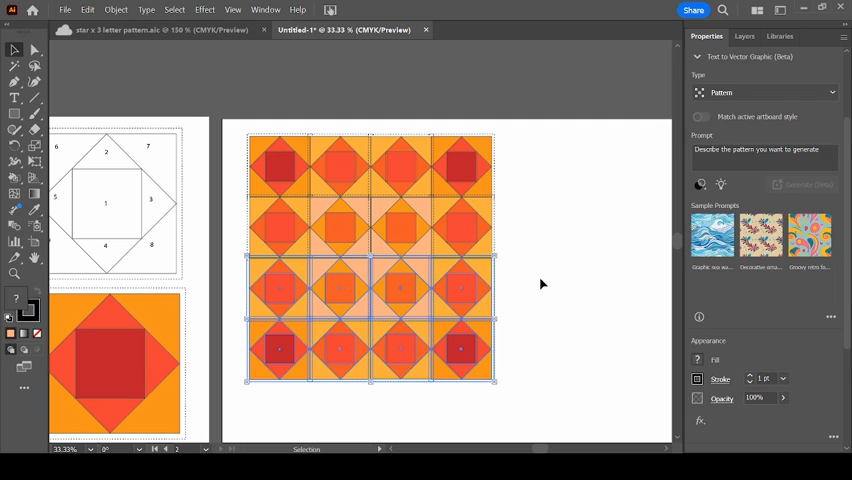 Ai File Edit Object Type Select Effect View Window Help Share
star x 3 letter pattern.aic @ 150 % (CMYK/Preview) × Untitled-1* @ 33.33 % (CMYK/Preview) ×
Properties Layers Libraries
Text to Vector Graphic (Beta)
Type
Pattern
Match active artboard style
Prompt
Describe the pattern you want to generate
Generate (Beta)
Sample Prompts
Graphic sea wa...
Decorative orna...
Groovy retro fo...
6 2 7
5 1 3
4 8
?
Appearance
? Fill
Stroke 1 pt
Opacity 100%
fx.
33.33% 0° 2 Selection